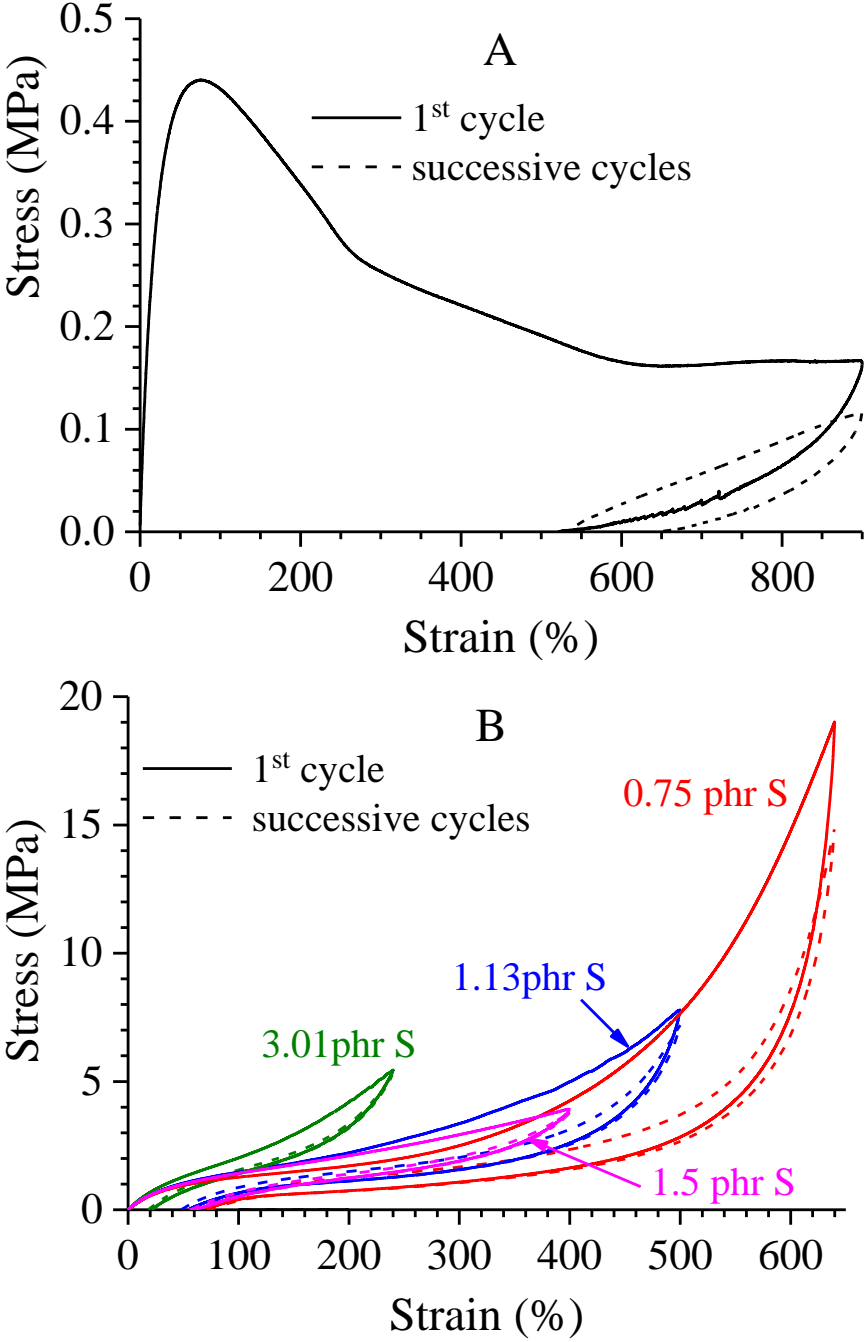 A
1st cycle
successive cycles
Stress (MPa)
0.5
0.4
0.3
0.2
0.1
0.0
0 200 400 600 800
Strain (%)
B
1st cycle
successive cycles
0.75 phr S
1.13phr S
3.01phr S
1.5 phr S
Stress (MPa)
20
15
10
5
0
0 100 200 300 400 500 600
Strain (%)